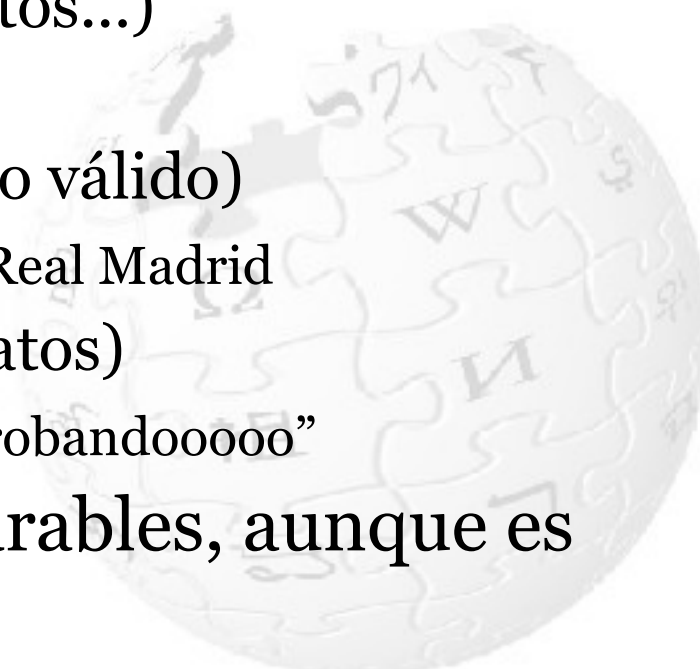 tos...)
o válido)
Real Madrid
atos)
robandooooo”
rables, aunque es